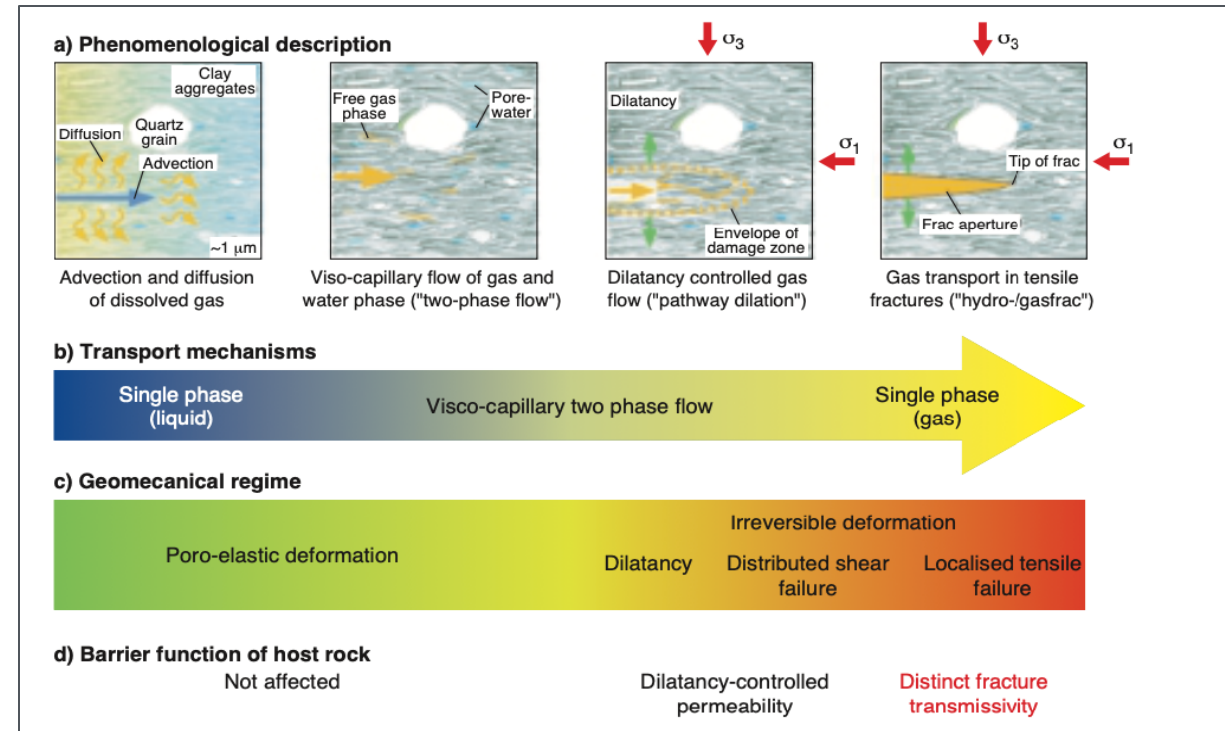 a) Phenomenological description
σ3
σ3
Clay
aggregates
Diffusion
Quartz
grain
Advection
~1 μm
Free gas
phase
Pore-
water
Dilatancy
Envelope of
damage zone
σ1
Tip of frac
Frac aperture
σ1
Advection and diffusion
of dissolved gas
Viso-capillary flow of gas and
water phase ("two-phase flow")
Dilatancy controlled gas
flow ("pathway dilation")
Gas transport in tensile
fractures ("hydro-/gasfrac")
b) Transport mechanisms
Single phase
(liquid)
Visco-capillary two phase flow
Single phase
(gas)
c) Geomecanical regime
Poro-elastic deformation
Irreversible deformation
Dilatancy
Distributed shear
failure
Localised tensile
failure
d) Barrier function of host rock
Not affected
Dilatancy-controlled
permeability
Distinct fracture
transmissivity